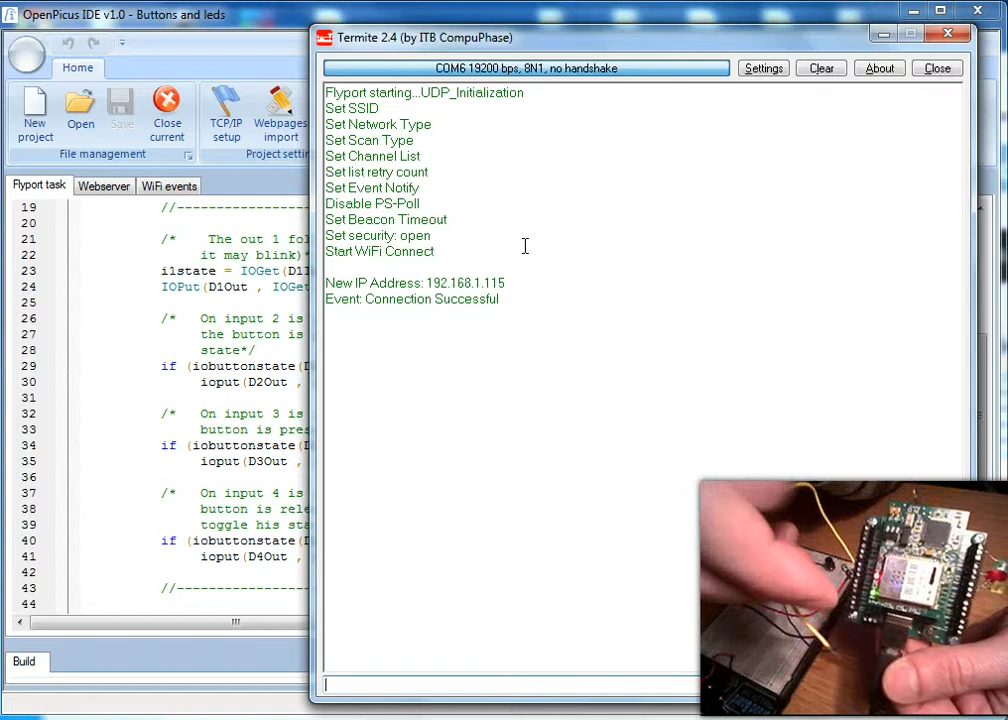 OpenPicus IDE v1.0 - Buttons and leds
Home
New project
Open
Save
Close current
File management
TCP/IP setup
Webpages import
Project settin
Flyport task
Webserver
WiFi events
19 //
20
21 /* The out 1 fol
22 it may blink)*
23 i1state = IOGet(D1I
24 IOPut(D1Out , IOGe
25
26 /* On input 2 is
27 the button is
28 state*/
29 if (iobuttonstate(D
30 ioput(D2Out ,
31
32 /* On input 3 is
33 button is pres
34 if (iobuttonstate(D
35 ioput(D3Out ,
36
37 /* On input 4 is
38 button is rele
39 toggle his sta
40 if (iobuttonstate(D
41 ioput(D4Out ,
42
43 //
44
Build
Termite 2.4 (by ITB CompuPhase)
COM6 19200 bps, 8N1, no handshake
Settings
Clear
About
Close
Flyport starting...UDP_Initialization
Set SSID
Set Network Type
Set Scan Type
Set Channel List
Set list retry count
Set Event Notify
Disable PS-Poll
Set Beacon Timeout
Set security: open
Start WiFi Connect
New IP Address: 192.168.1.115
Event: Connection Successful